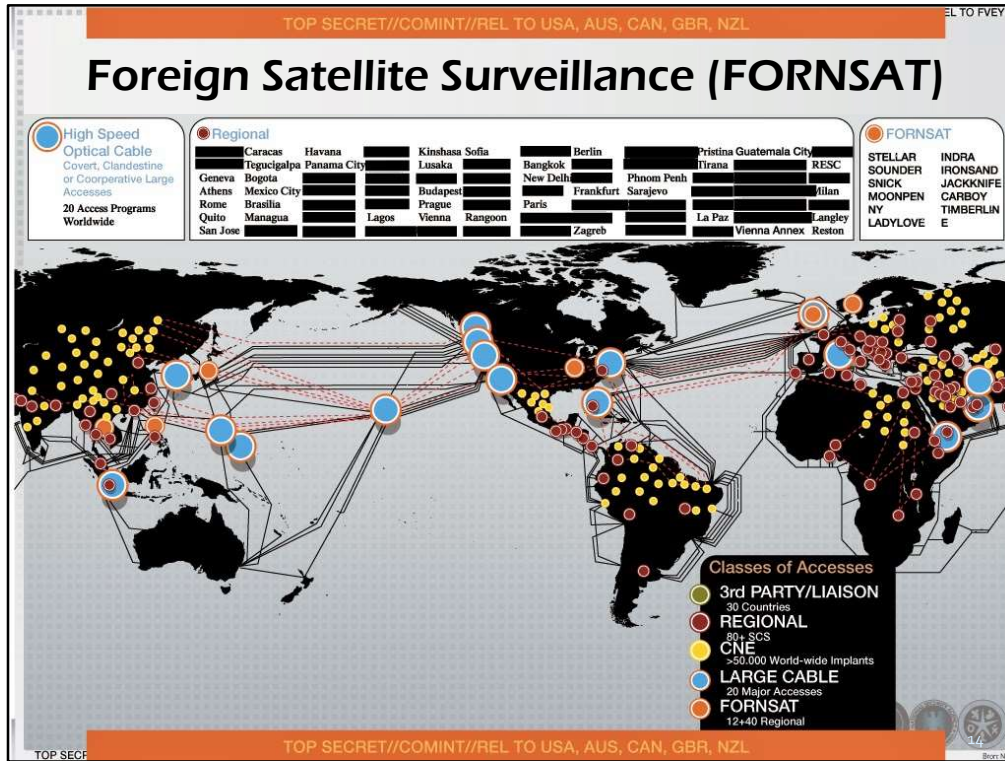 TOP SECRET//COMINT//REL TO USA, AUS, CAN, GBR, NZL
EL TO FVEY
Foreign Satellite Surveillance (FORNSAT)
High Speed
Optical Cable
Covert, Clandestine
or Coorperative Large
Accesses
20 Access Programs
Worldwide
Regional
Caracas Havana Kinshasa Sofia Berlin Pristina Guatemala City
Tegucigalpa Panama City Lusaka Bangkok Tirana RESC
Geneva Bogota New Delhi Phnom Penh
Athens Mexico City Budapest Frankfurt Sarajevo Milan
Rome Brasilia Prague Paris
Quito Managua Lagos Vienna Rangoon La Paz Langley
San Jose Zagreb Vienna Annex Reston
FORNSAT
STELLAR INDRA
SOUNDER IRONSAND
SNICK JACKKNIFE
MOONPEN CARBOY
NY TIMBERLIN
LADYLOVE E
Classes of Accesses
3rd PARTY/LIAISON
30 Countries
REGIONAL
80+ SCS
CNE
>50.000 World-wide Implants
LARGE CABLE
20 Major Accesses
FORNSAT
12+40 Regional
14
TOP SECRET//COMINT//REL TO USA, AUS, CAN, GBR, NZL
TOP SECR